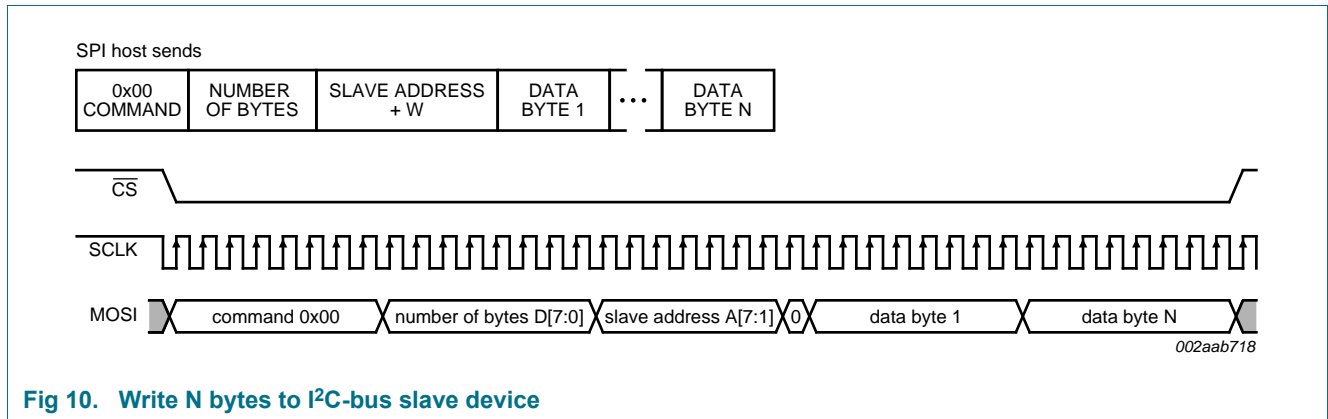 SPI host sends
0x00 COMMAND
NUMBER OF BYTES
SLAVE ADDRESS + W
DATA BYTE 1
...
DATA BYTE N
CS
SCLK
MOSI
command 0x00
number of bytes D[7:0]
slave address A[7:1]
0
data byte 1
data byte N
002aab718
Fig 10. Write N bytes to I²C-bus slave device